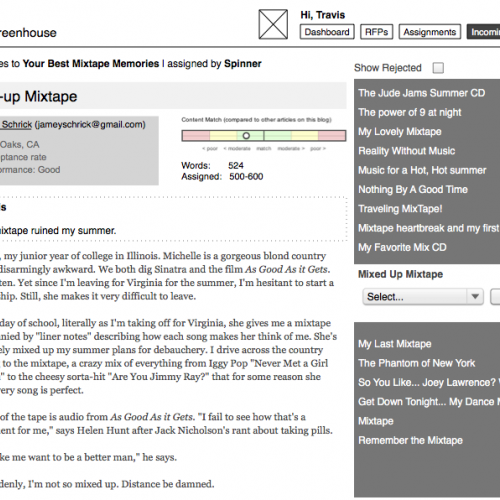 reenhouse
Hi, Travis
Dashboard RFPs Assignments Incomin
es to Your Best Mixtape Memories | assigned by Spinner
-up Mixtape
Schrick (jameyschrick@gmail.com)
Oaks, CA
eptance rate
ormance: Good
Content Match (compared to other articles on this blog)
< poor < moderate match moderate > poor >
Words: 524
Assigned: 500-600
ls
ixtape ruined my summer.
, my junior year of college in Illinois. Michelle is a gorgeous blond country
disarmingly awkward. We both dig Sinatra and the film As Good As it Gets.
ten. Yet since I'm leaving for Virginia for the summer, I'm hesitant to start a
ship. Still, she makes it very difficult to leave.
day of school, literally as I'm taking off for Virginia, she gives me a mixtape
nied by "liner notes" describing how each song makes her think of me. She's
ely mixed up my summer plans for debauchery. I drive across the country
to the mixtape, a crazy mix of everything from Iggy Pop "Never Met a Girl
" to the cheesy sorta-hit "Are You Jimmy Ray?" that for some reason she
very song is perfect.
of the tape is audio from As Good As it Gets. "I fail to see how that's a
ent for me," says Helen Hunt after Jack Nicholson's rant about taking pills.
ke me want to be a better man," he says.
denly, I'm not so mixed up. Distance be damned.
Show Rejected
The Jude Jams Summer CD
The power of 9 at night
My Lovely Mixtape
Reality Without Music
Music for a Hot, Hot summer
Nothing By A Good Time
Traveling MixTape!
Mixtape heartbreak and my first
My Favorite Mix CD
Mixed Up Mixtape
Select...
My Last Mixtape
The Phantom of New York
So You Like... Joey Lawrence?
Get Down Tonight... My Dance M
Mixtape
Remember the Mixtape